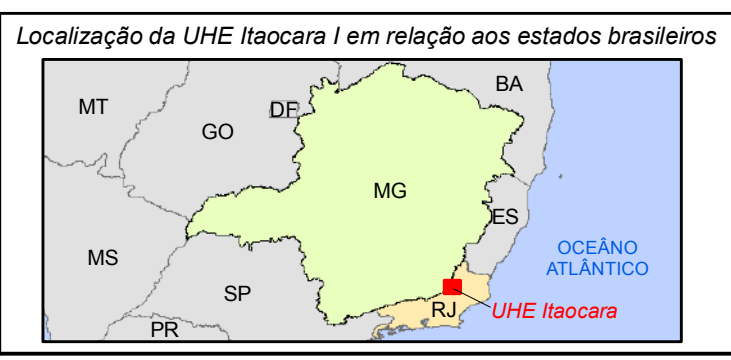 Localização da UHE Itaocara I em relação aos estados brasileiros
BA
MT
DF
GO
MG
ES
OCEÂNO
ATLÂNTICO
MS
SP
RJ
UHE Itaocara
PR